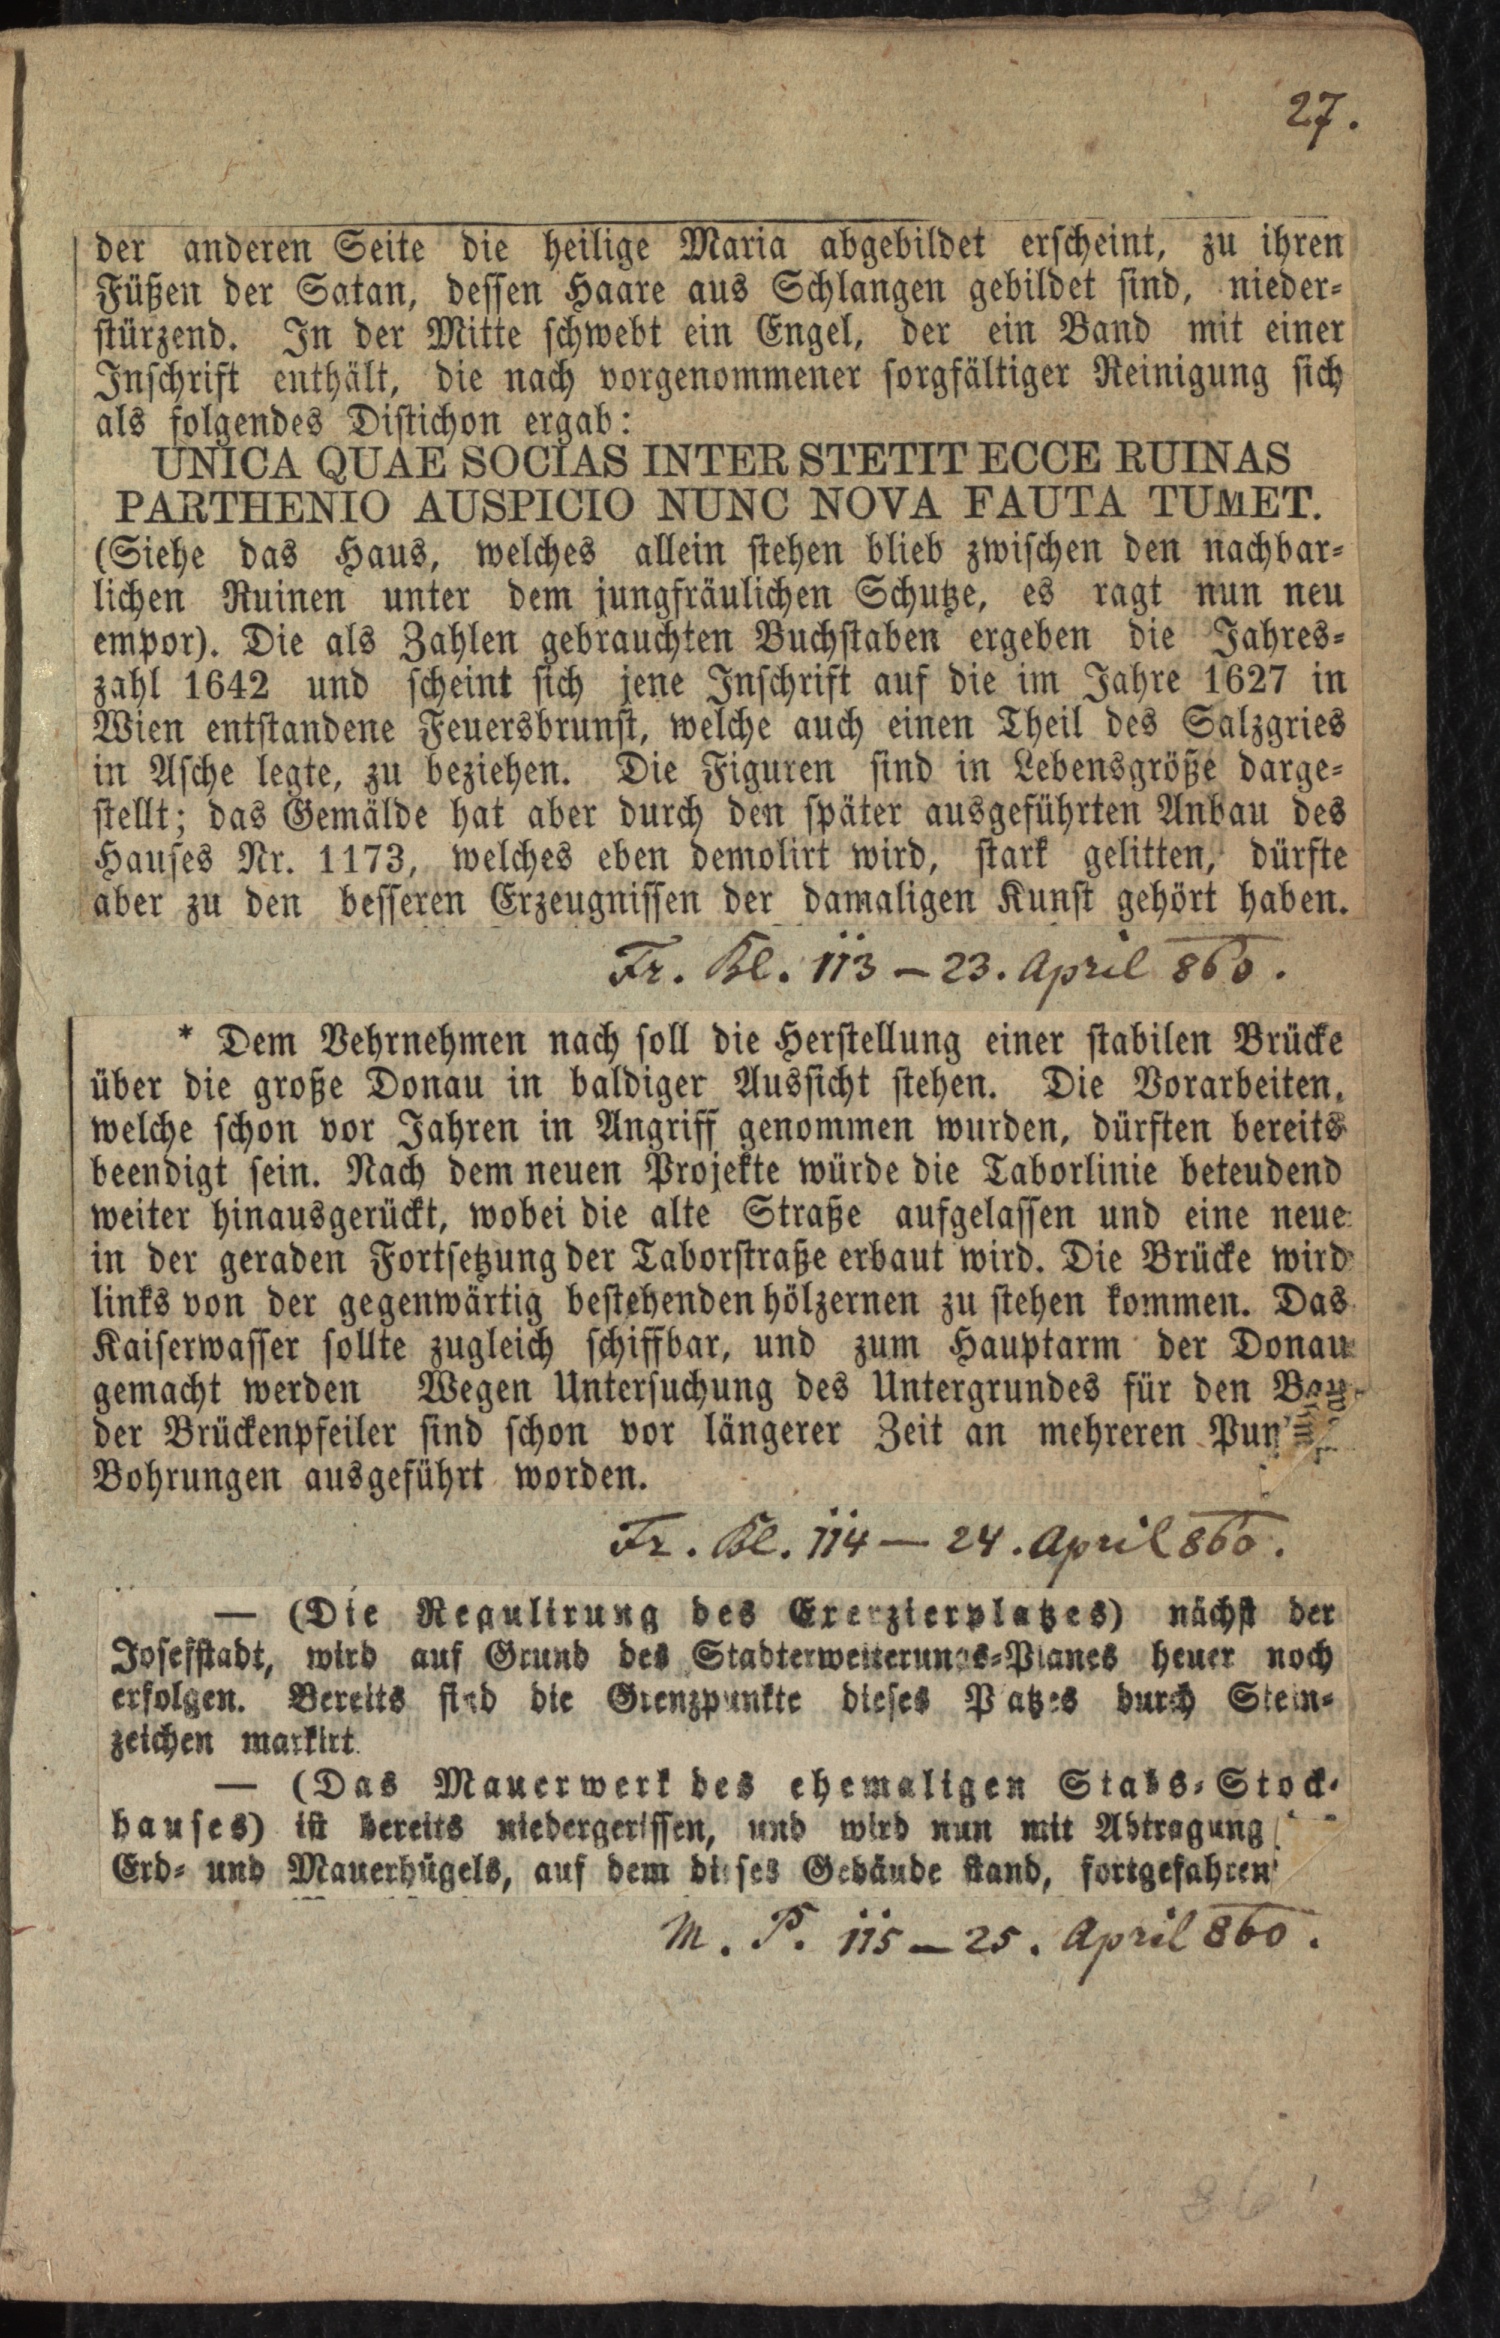 27.
der anderen Seite die heilige Maria abgebildet erscheint, zu ihren
Füßen der Satan, dessen Haare aus Schlangen gebildet sind, nieder-
stürzend. In der Mitte schwebt ein Engel, der ein Band mit einer
Inschrift enthält, die nach vorgenommener sorgfältiger Reinigung sich
als folgendes Distichon ergab:
UNICA QUAE SOCIAS INTER STETIT ECCE RUINAS
PARTHENIO AUSPICIO NUNC NOVA FAUTA TUMET.
(Siehe das Haus, welches allein stehen blieb zwischen den nachbar-
lichen Ruinen unter dem jungfräulichen Schutze, es ragt nun neu
empor). Die als Zahlen gebrauchten Buchstaben ergeben die Jahres-
zahl 1642 und scheint sich jene Inschrift auf die im Jahre 1627 in
Wien entstandene Feuersbrunst, welche auch einen Theil des Salzgries
in Asche legte, zu beziehen. Die Figuren sind in Lebensgröße darge-
stellt; das Gemälde hat aber durch den später ausgeführten Anbau des
Hauses Nr. 1173, welches eben demolirt wird, stark gelitten, dürfte
aber zu den besseren Erzeugnissen der damaligen Kunst gehört haben.
Fr. Bl. 113 - 23. April 860.
* Dem Vehrnehmen nach soll die Herstellung einer stabilen Brücke
über die große Donau in baldiger Aussicht stehen. Die Vorarbeiten,
welche schon vor Jahren in Angriff genommen wurden, dürften bereits
beendigt sein. Nach dem neuen Projekte würde die Taborlinie beteudend
weiter hinausgerückt, wobei die alte Straße aufgelassen und eine neue
in der geraden Fortsetzung der Taborstraße erbaut wird. Die Brücke wird
links von der gegenwärtig bestehenden hölzernen zu stehen kommen. Das
Kaiserwasser sollte zugleich schiffbar, und zum Hauptarm der Donau
gemacht werden Wegen Untersuchung des Untergrundes für den Bau
der Brückenpfeiler sind schon vor längerer Zeit an mehreren
Bohrungen ausgeführt worden.
Fr. Bl. 114 — 24. April 860.
— (Die Regulirung des Exerzierplatzes) nächst der
Josefstadt, wird auf Grund des Stadterweiterungs-Planes heuer noch
erfolgen. Bereits sind die Grenzpunkte dieses Platzes durch Stein-
zeichen markirt.
— (Das Mauerwerk des ehemaligen Stabs-Stock-
hauses) ist bereits niedergerissen, und wird nun mit Abtragung
Erd- und Mauerhügels, auf dem dieses Gebäude stand, fortgefahren
M. P. 115 - 25. April 860.